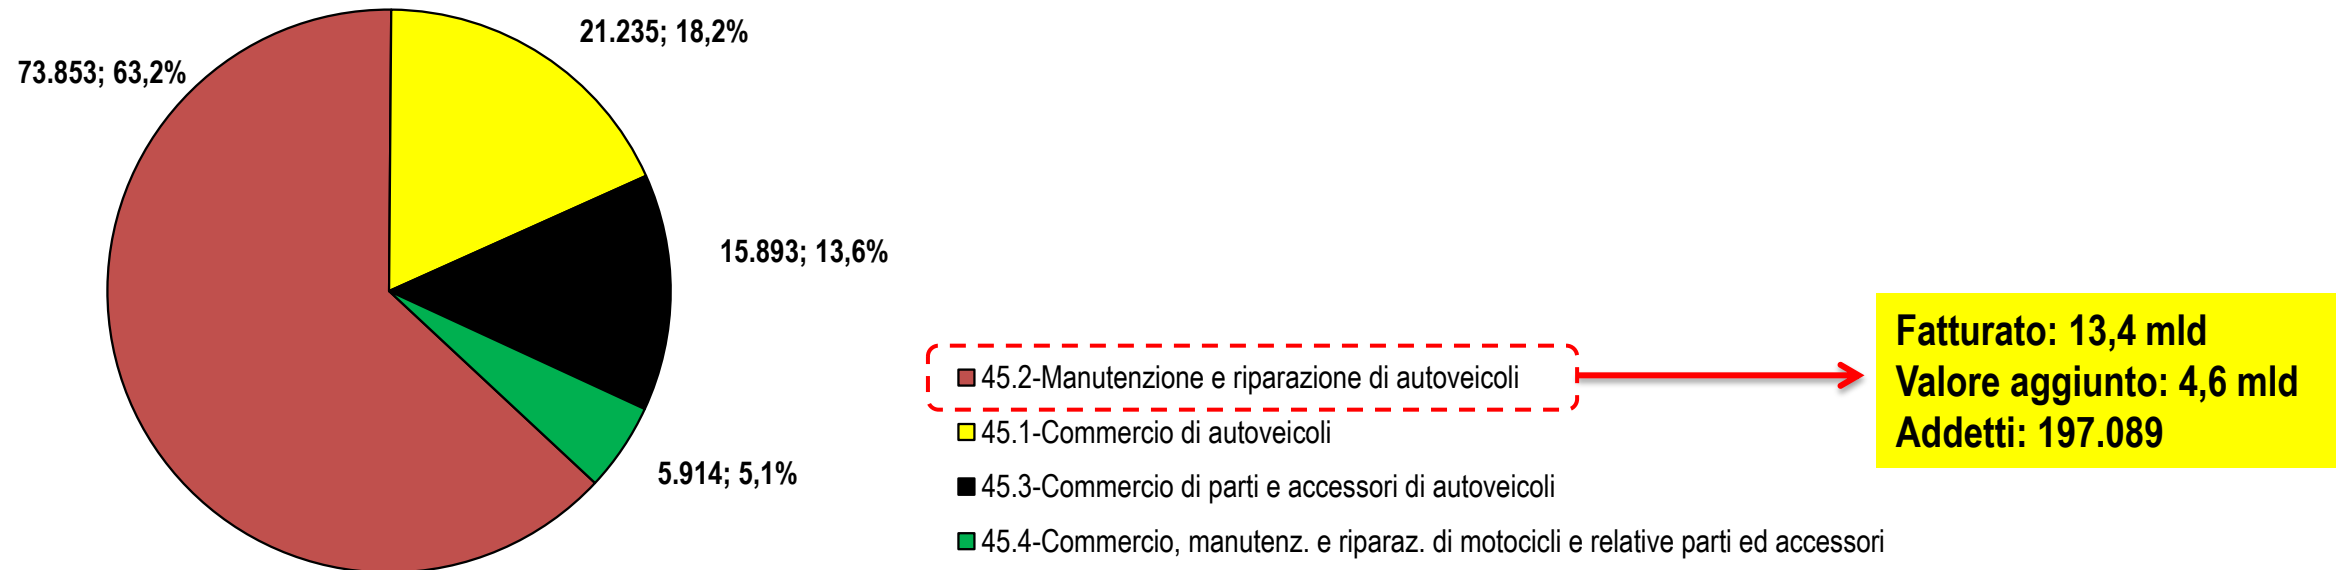 21.235; 18,2%
73.853; 63,2%
15.893; 13,6%
5.914; 5,1%
45.2-Manutenzione e riparazione di autoveicoli
45.1-Commercio di autoveicoli
45.3-Commercio di parti e accessori di autoveicoli
45.4-Commercio, manutenz. e riparaz. di motocicli e relative parti ed accessori
Fatturato: 13,4 mld
Valore aggiunto: 4,6 mld
Addetti: 197.089